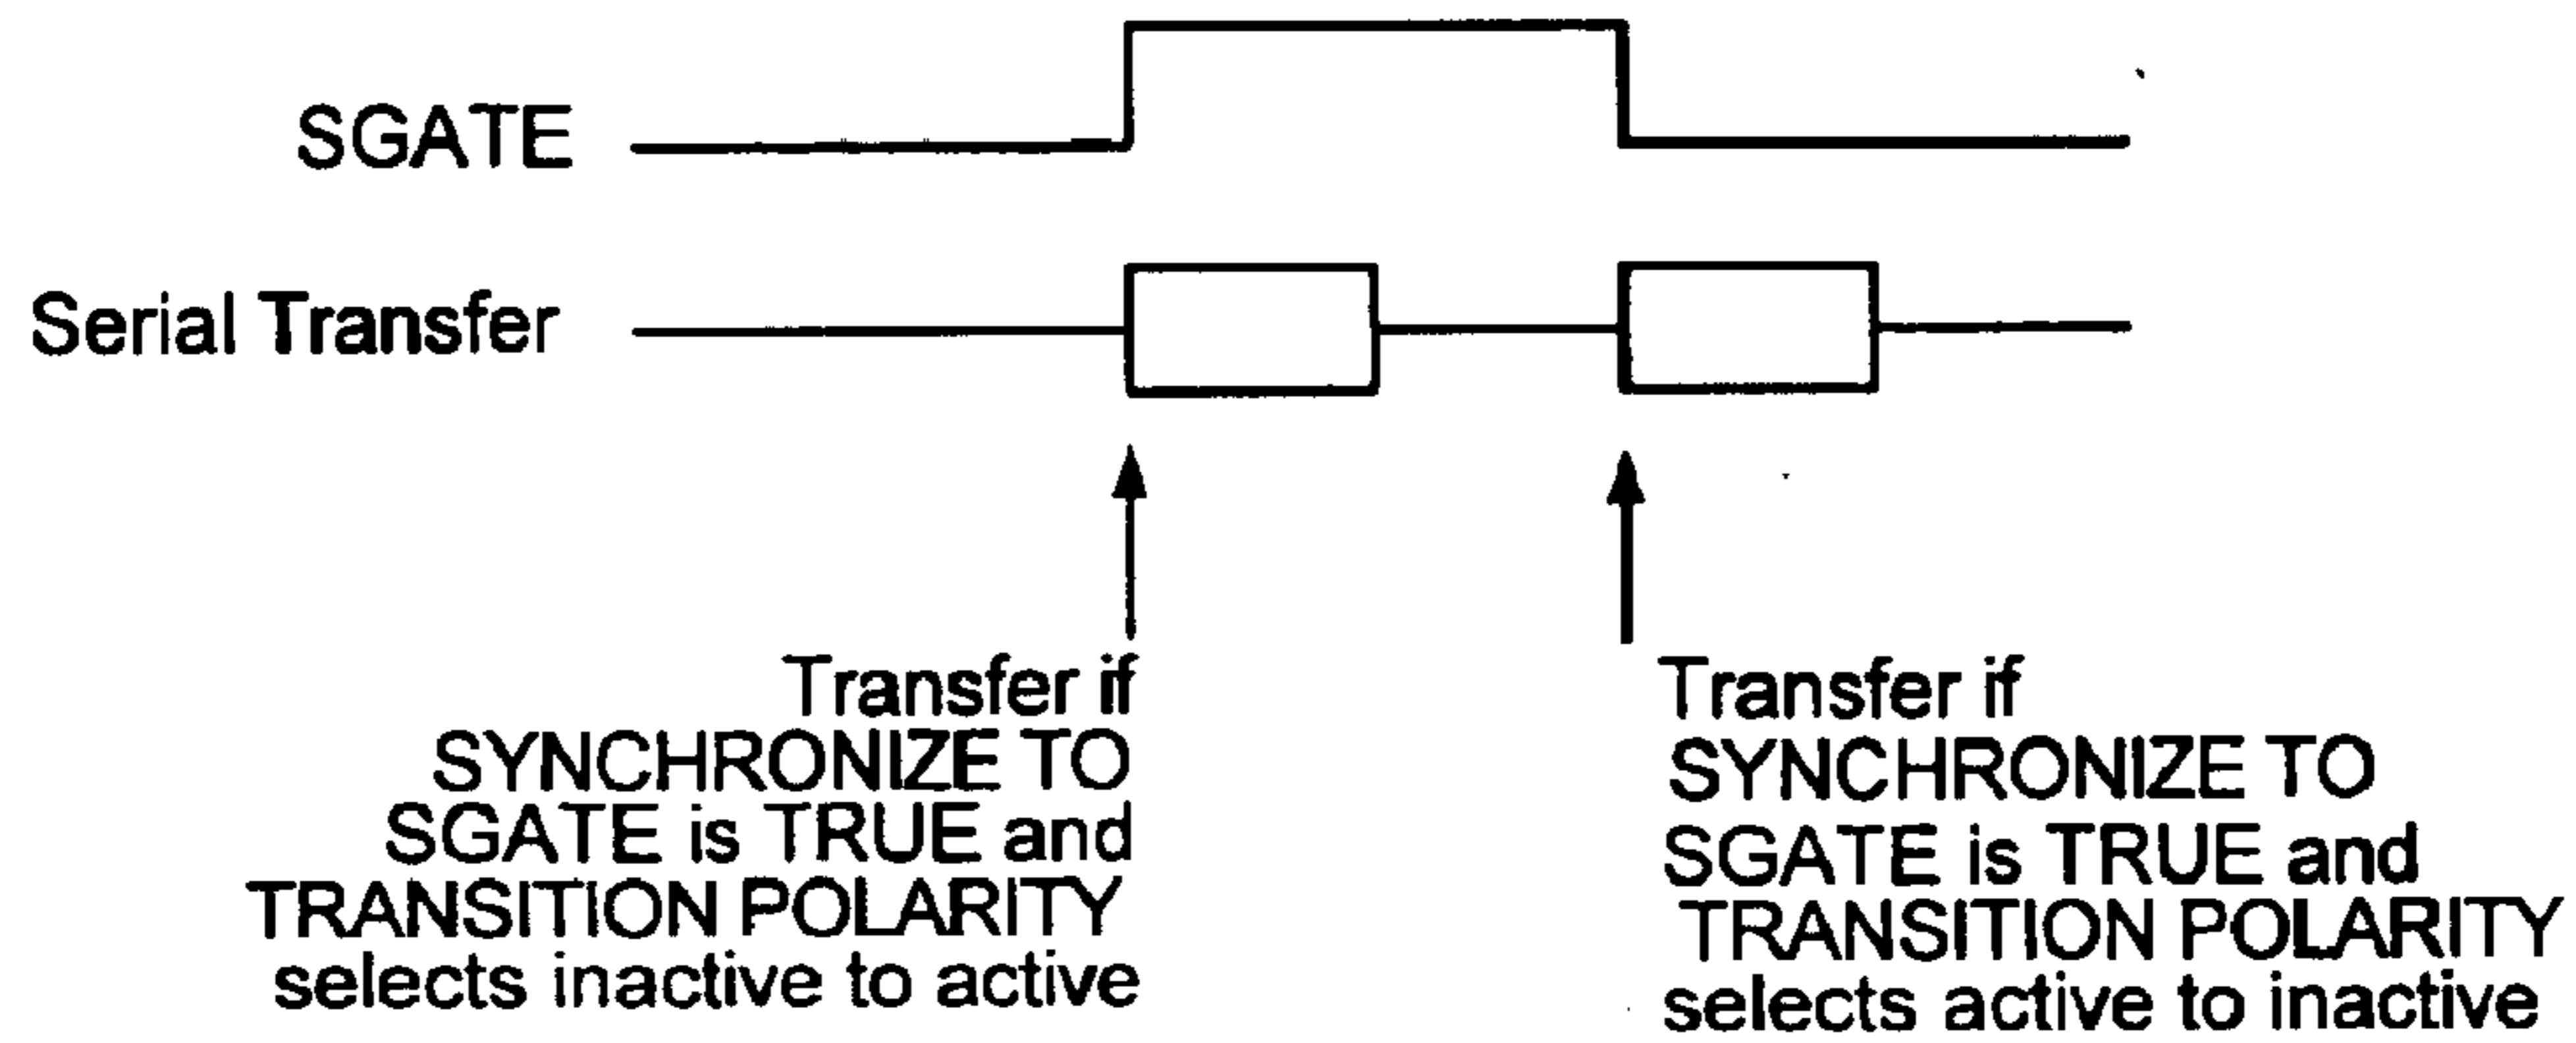 SGATE
Serial Transfer
Transfer if
SYNCHRONIZE TO
SGATE is TRUE and
TRANSITION POLARITY
selects inactive to active
Transfer if
SYNCHRONIZE TO
SGATE is TRUE and
TRANSITION POLARITY
selects active to inactive